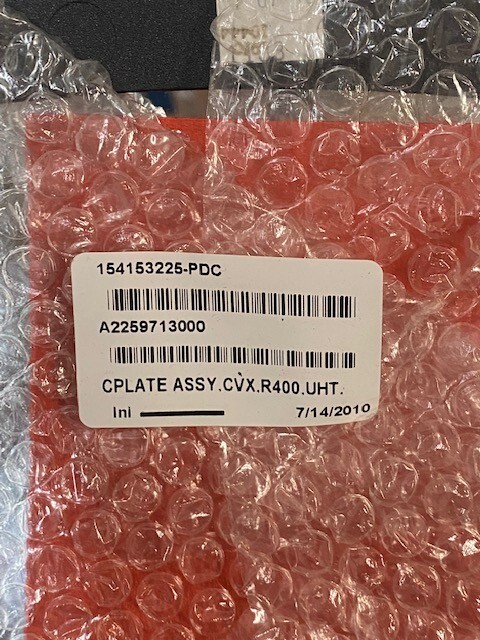 154153225-PDC
A2259713000
CPLATE ASSY.CVX.R400.UHT.
Ini
7/14/2010